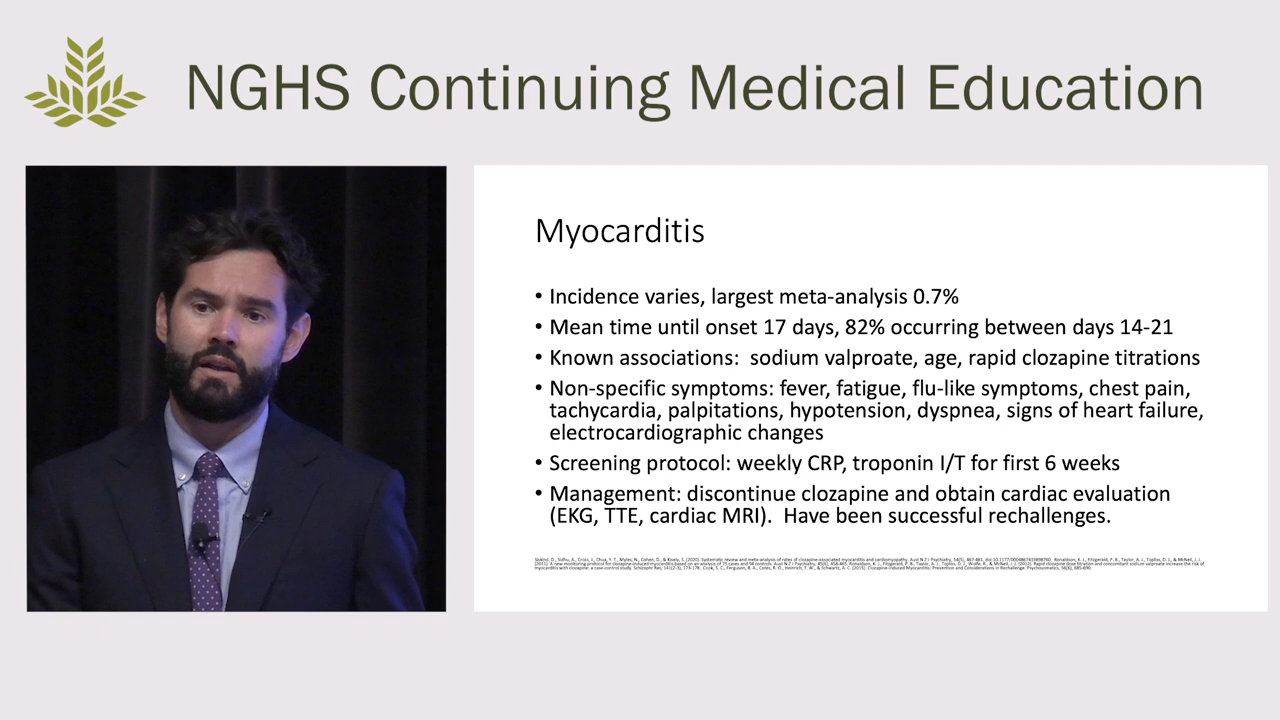 NGHS Continuing Medical Education
Myocarditis
• Incidence varies, largest meta-analysis 0.7%
• Mean time until onset 17 days, 82% occurring between days 14-21
• Known associations:  sodium valproate, age, rapid clozapine titrations
• Non-specific symptoms: fever, fatigue, flu-like symptoms, chest pain,
tachycardia, palpitations, hypotension, dyspnea, signs of heart failure,
electrocardiographic changes
• Screening protocol: weekly CRP, troponin I/T for first 6 weeks
• Management: discontinue clozapine and obtain cardiac evaluation
(EKG, TTE, cardiac MRI).  Have been successful rechallenges.